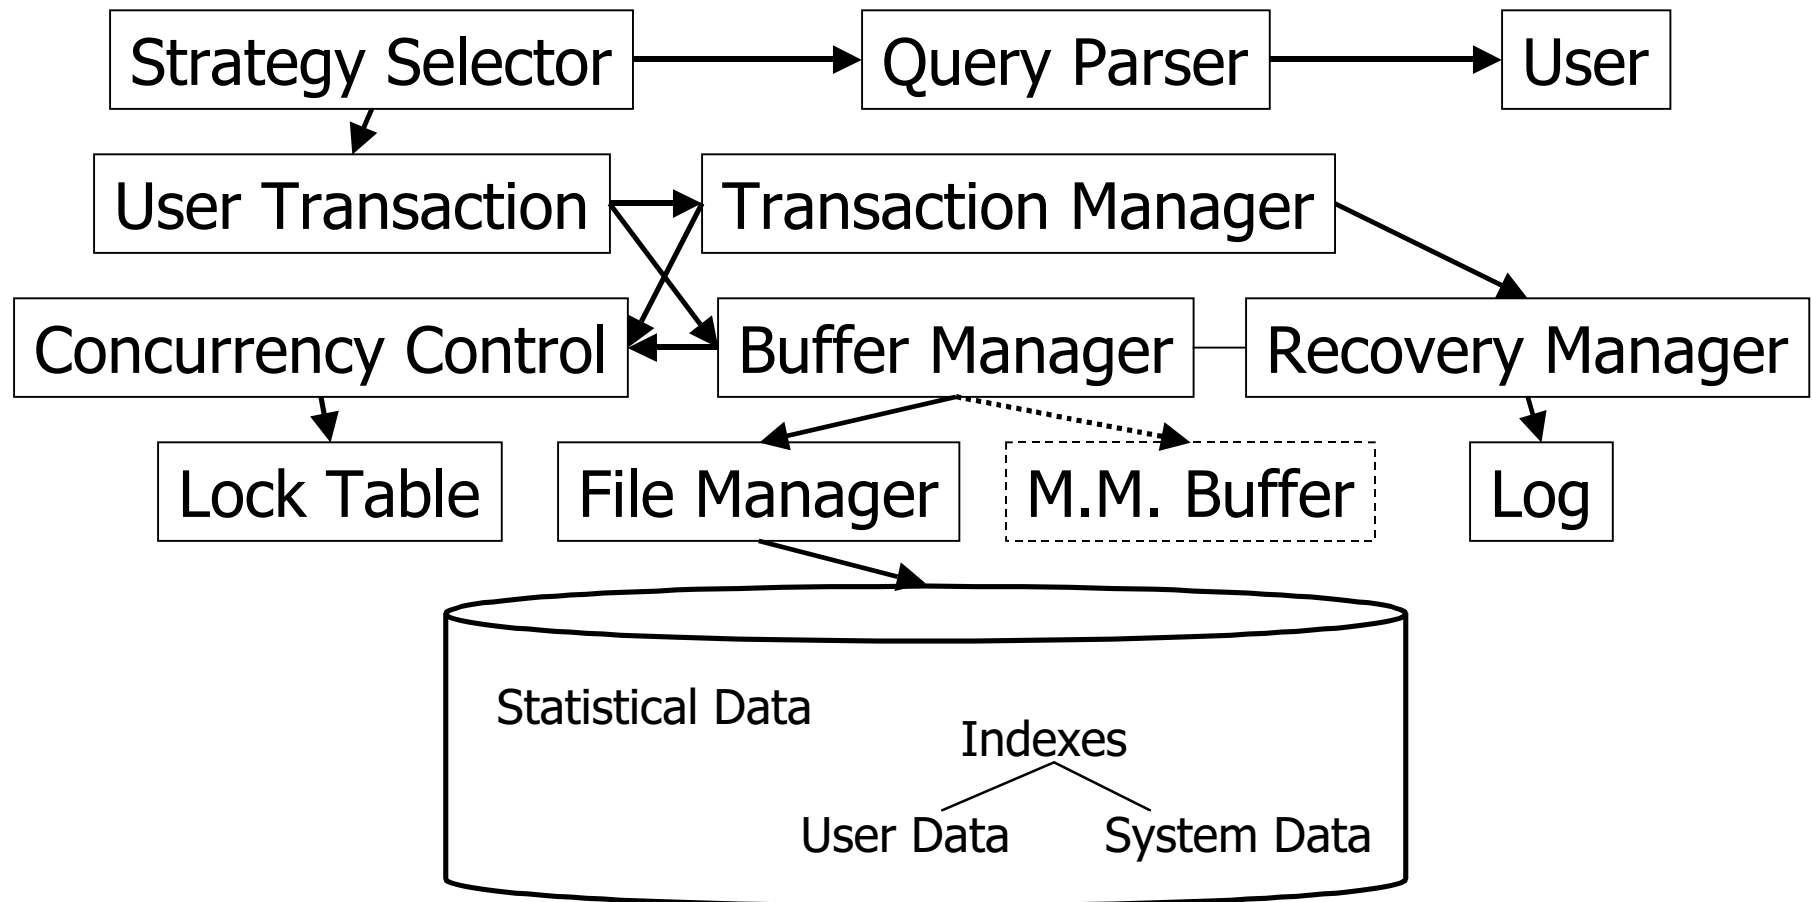 Strategy Selector
Query Parser
User
User Transaction
Transaction Manager
Concurrency Control
Buffer Manager
Recovery Manager
Lock Table
File Manager
M.M. Buffer
Log
Statistical Data
Indexes
User Data
System Data